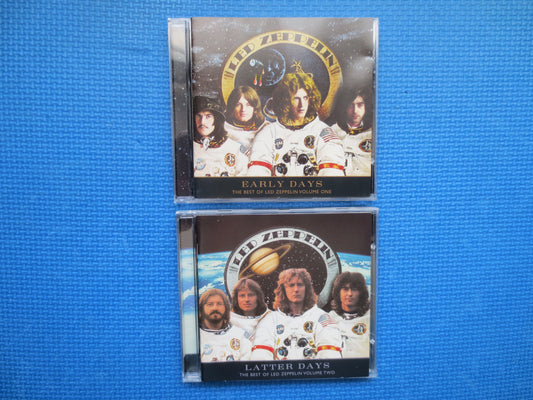 LED ZEPPELIN
EARLY DAYS
THE BEST OF LED ZEPPELIN VOLUME ONE
LED ZEPPELIN
LATTER DAYS
THE BEST OF LED ZEPPELIN VOLUME TWO